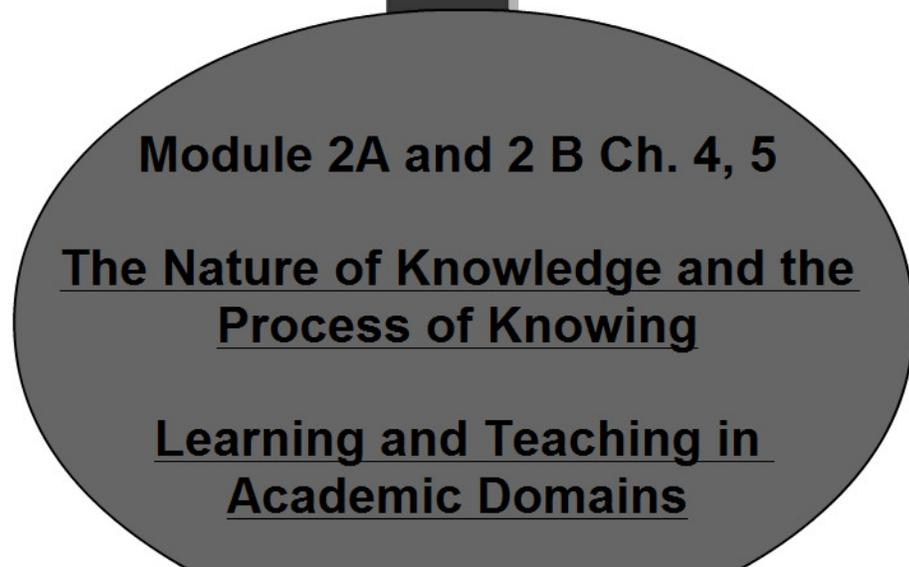 Module 2A and 2 B Ch. 4, 5
The Nature of Knowledge and the
Process of Knowing
Learning and Teaching in
Academic Domains